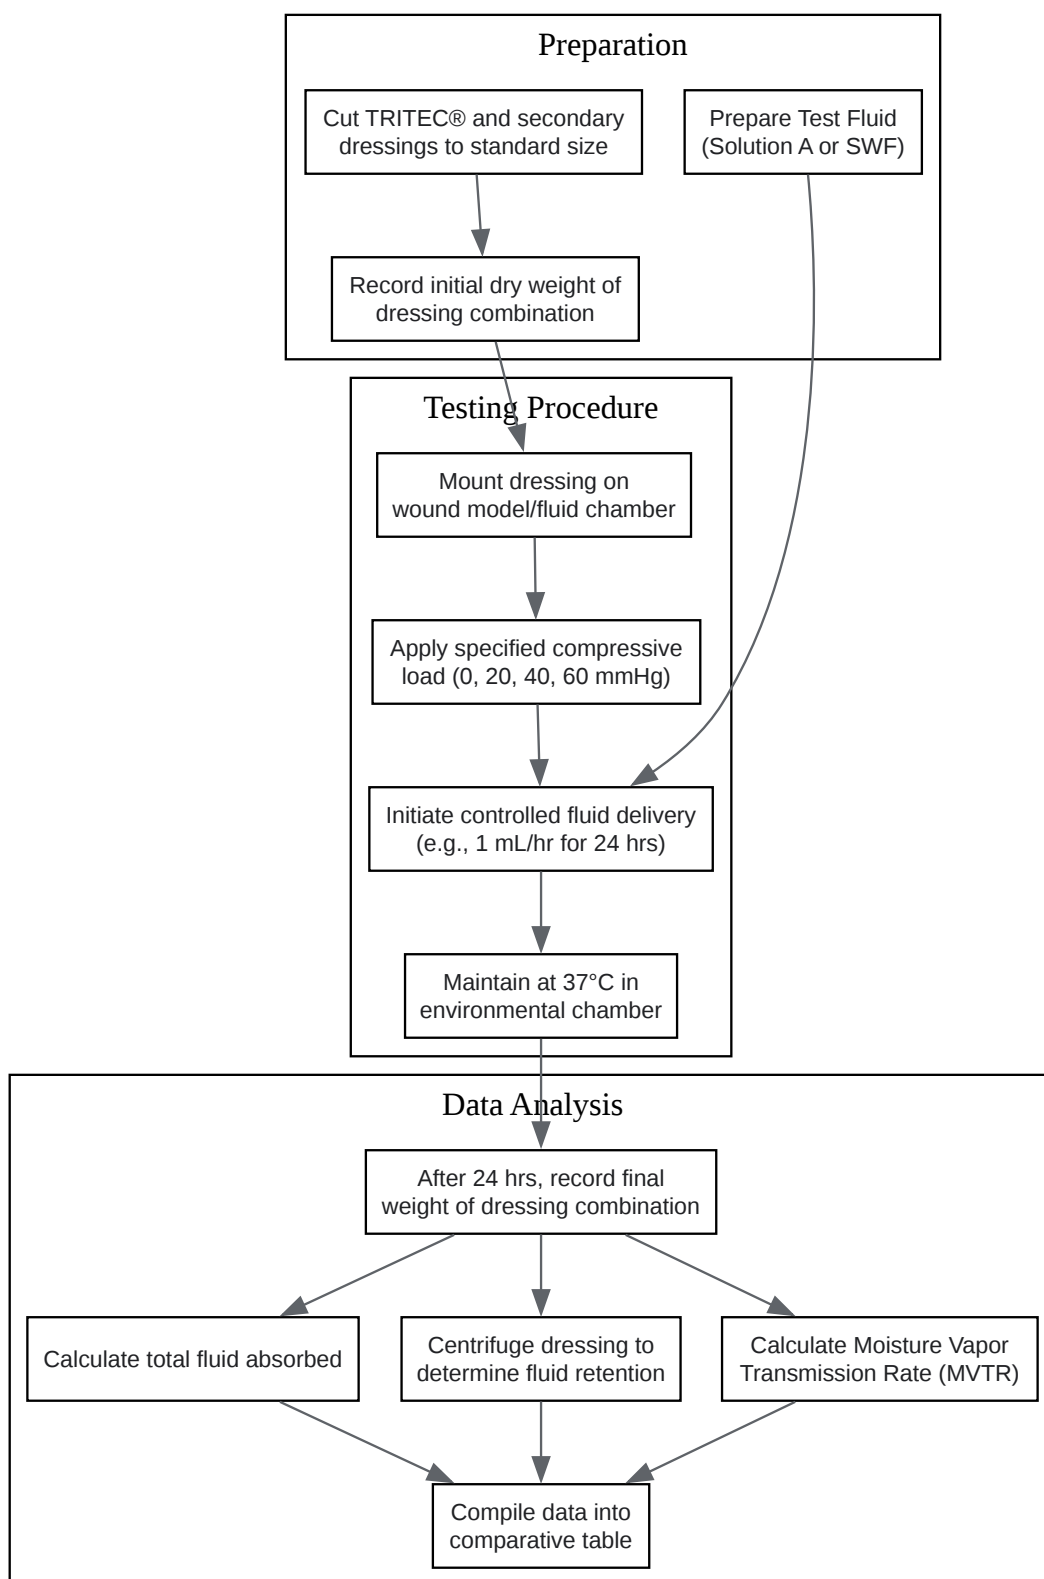 Preparation
Cut TRITEC® and secondary
dressings to standard size
Prepare Test Fluid
(Solution A or SWF)
Record initial dry weight of
dressing combination
Testing Procedure
Mount dressing on
wound model/fluid chamber
Apply specified compressive
load (0, 20, 40, 60 mmHg)
Initiate controlled fluid delivery
(e.g., 1 mL/hr for 24 hrs)
Maintain at 37°C in
environmental chamber
Data Analysis
After 24 hrs, record final
weight of dressing combination
Calculate total fluid absorbed
Centrifuge dressing to
determine fluid retention
Calculate Moisture Vapor
Transmission Rate (MVTR)
Compile data into
comparative table